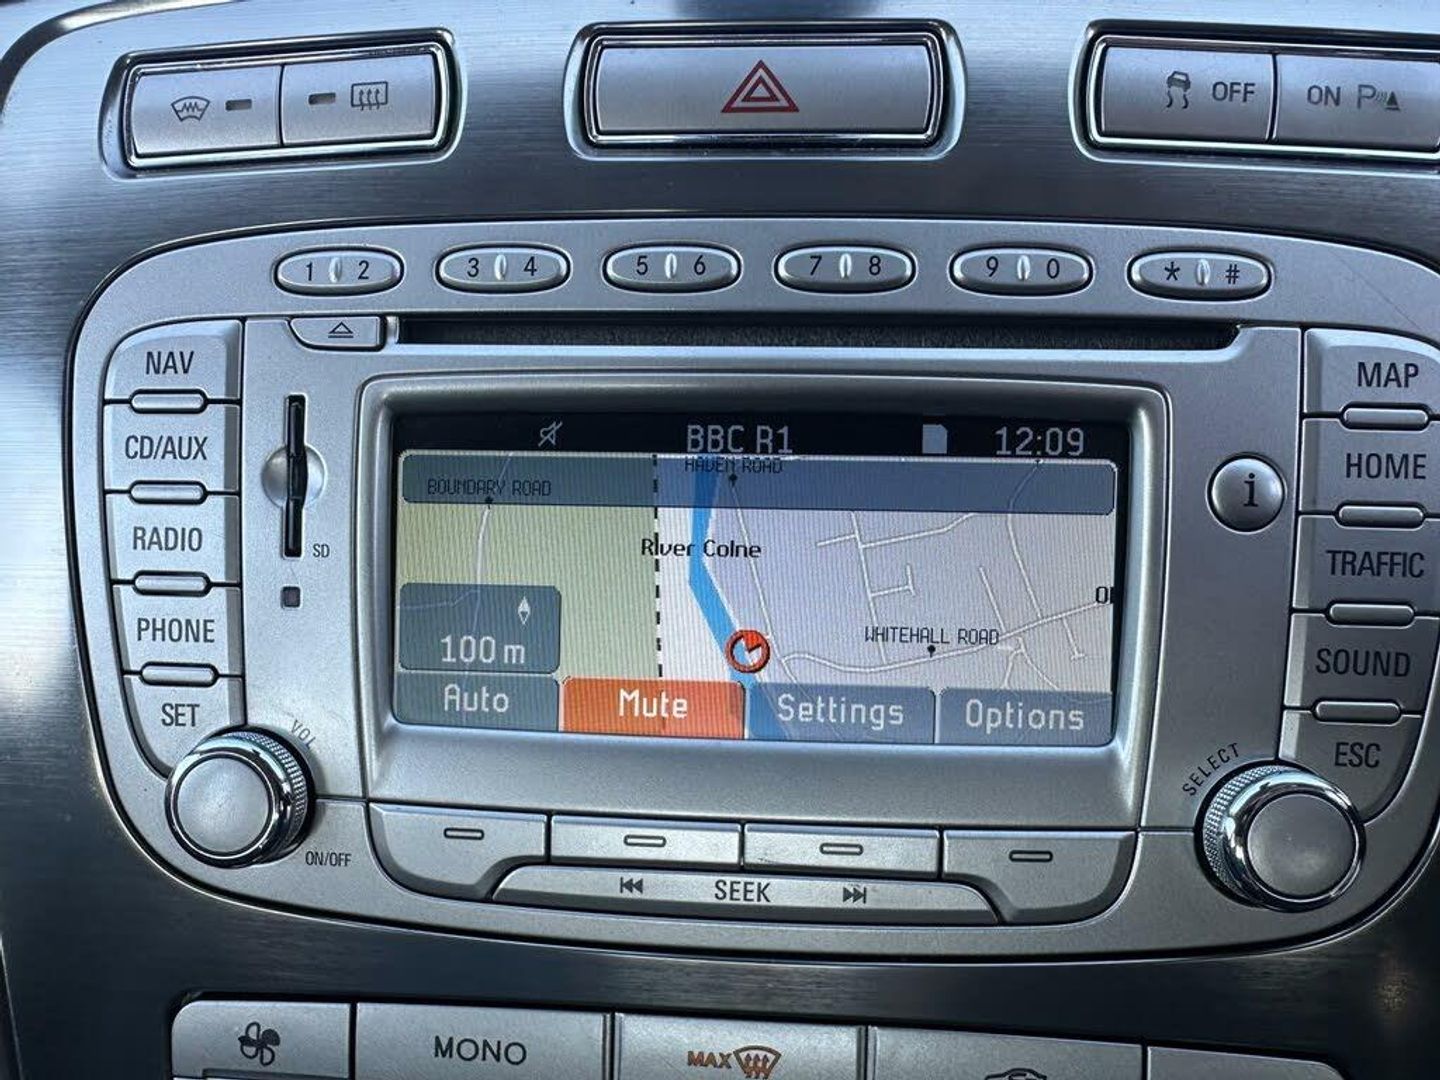 OFF
ON P
1 2
3 4
5 6
7 8
9 0
* #
NAV
CD/AUX
RADIO
PHONE
SET
VOL
ON/OFF
SD
BBC R1
12:09
HAVEN ROAD
BOUNDARY ROAD
River Colne
WHITEHALL ROAD
100 m
Auto
Mute
Settings
Options
i
MAP
HOME
TRAFFIC
SOUND
ESC
SELECT
SEEK
MONO
MAX